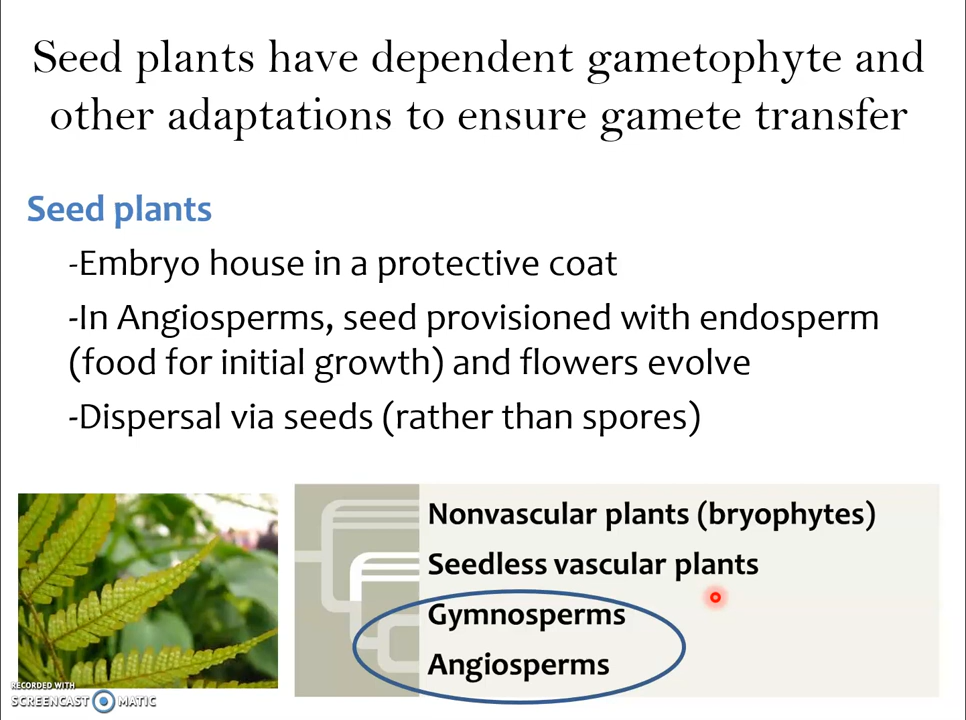 Seed plants have dependent gametophyte and
other adaptations to ensure gamete transfer
Seed plants
-Embryo house in a protective coat
-In Angiosperms, seed provisioned with endosperm
(food for initial growth) and flowers evolve
-Dispersal via seeds (rather than spores)
Nonvascular plants (bryophytes)
Seedless vascular plants
Gymnosperms
Angiosperms
RECORDED WITH
SCREENCAST MATIC